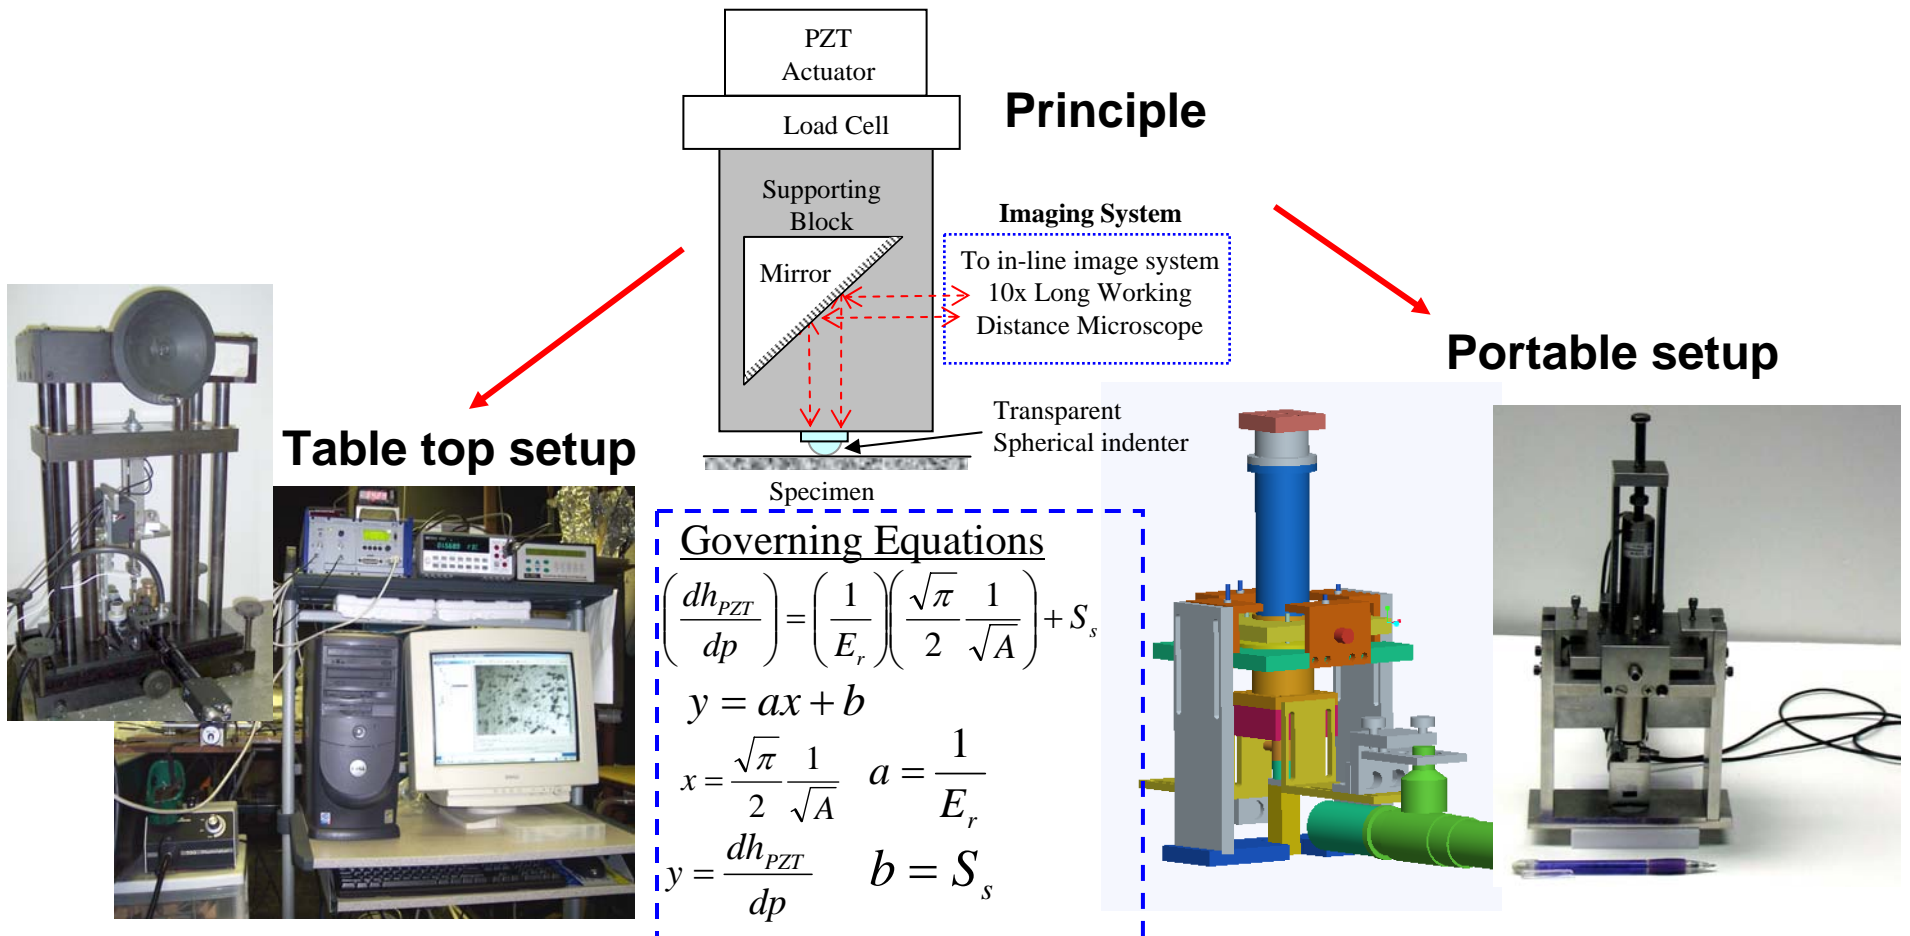 PZT
Actuator
Load Cell
Principle
Supporting
Block
Mirror
Imaging System
To in-line image system
10x Long Working
Distance Microscope
Transparent
Spherical indenter
Specimen
Table top setup
Portable setup
Governing Equations
(dh_PZT/dp) = (1/E_r)(√π/2 1/√A) + S_s
y = ax + b
x = √π/2 1/√A a = 1/E_r
y = dh_PZT/dp b = S_s